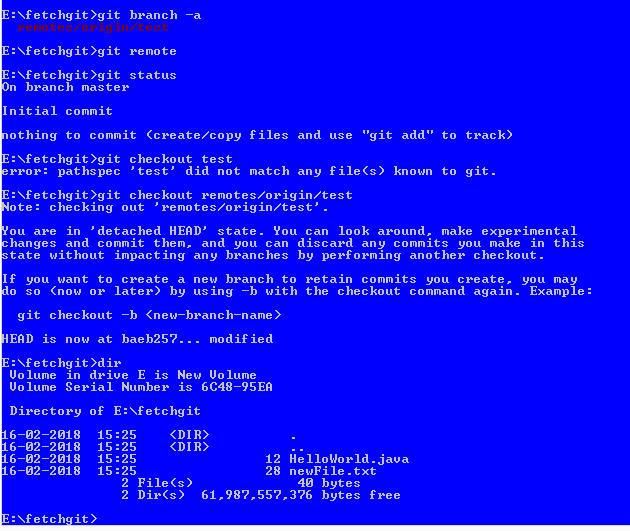 E:\fetchgit>git branch -a
remotes/origin/test
E:\fetchgit>git remote
E:\fetchgit>git status
On branch master
Initial commit
nothing to commit (create/copy files and use "git add" to track)
E:\fetchgit>git checkout test
error: pathspec 'test' did not match any file(s) known to git.
E:\fetchgit>git checkout remotes/origin/test
Note: checking out 'remotes/origin/test'.
You are in 'detached HEAD' state. You can look around, make experimental
changes and commit them, and you can discard any commits you make in this
state without impacting any branches by performing another checkout.
If you want to create a new branch to retain commits you create, you may
do so (now or later) by using -b with the checkout command again. Example:
git checkout -b <new-branch-name>
HEAD is now at baeb257... modified
E:\fetchgit>dir
Volume in drive E is New Volume
Volume Serial Number is 6C48-95EA
Directory of E:\fetchgit
16-02-2018  15:25    <DIR>          .
16-02-2018  15:25    <DIR>          ..
16-02-2018  15:25                12 HelloWorld.java
16-02-2018  15:25                28 newFile.txt
2 File(s)             40 bytes
2 Dir(s)  61,987,557,376 bytes free
E:\fetchgit>